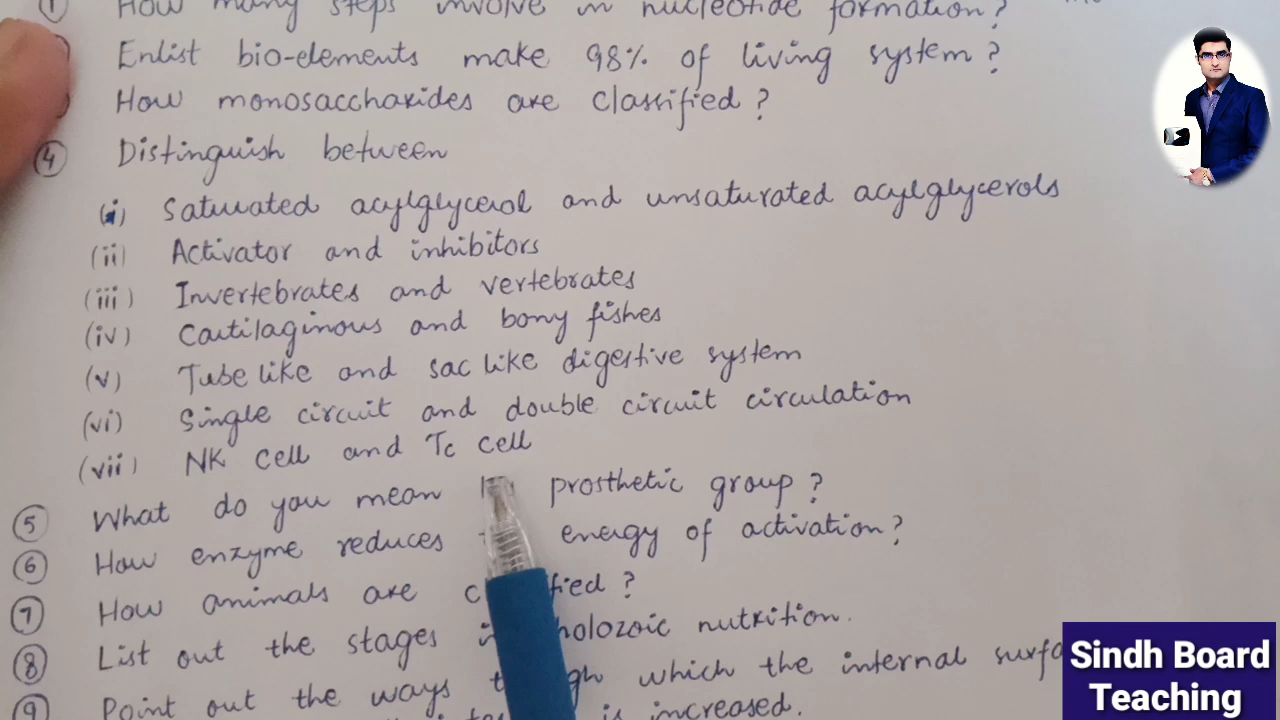 ① How many steps involve in nucleotide formation?
Enlist bio-elements make 98% of living system?
How monosaccharides are classified?
④ Distinguish between
(i) Saturated acylglycerol and unsaturated acylglycerols
(ii) Activator and inhibitors
(iii) Invertebrates and vertebrates
(iv) Cartilaginous and bony fishes
(v) Tube like and sac like digestive system
(vi) Single circuit and double circuit circulation
(vii) NK cell and Tc cell
⑤ What do you mean prosthetic group?
⑥ How enzyme reduces energy of activation?
⑦ How animals are
⑧ List out the stages holozoic nutrition.
⑨ Point out the ways which the internal
is increased.
Sindh Board
Teaching